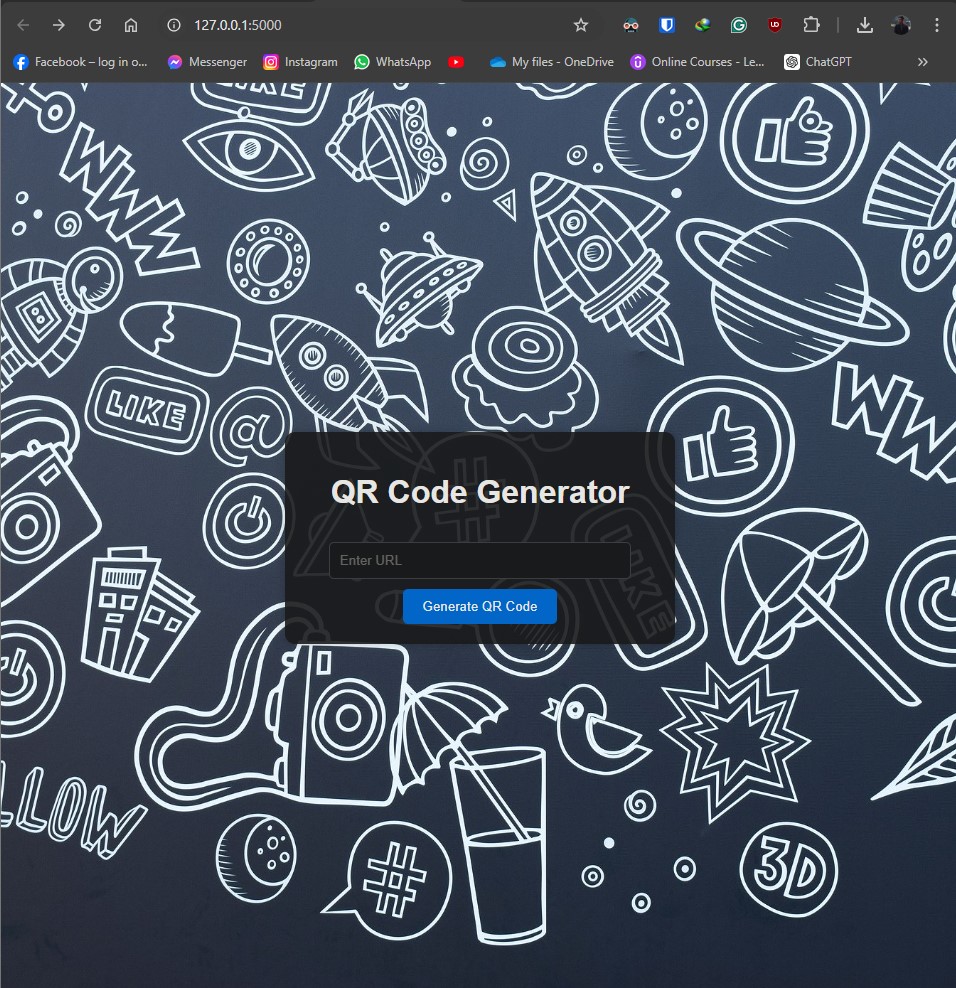 127.0.0.1:5000
Facebook – log in o...
Messenger
Instagram
WhatsApp
My files - OneDrive
Online Courses - Le...
ChatGPT
LIKE
WWW
LIKE
@
WW
#
QR Code Generator
Enter URL
Generate QR Code
LIKE
LLOW
#
3D